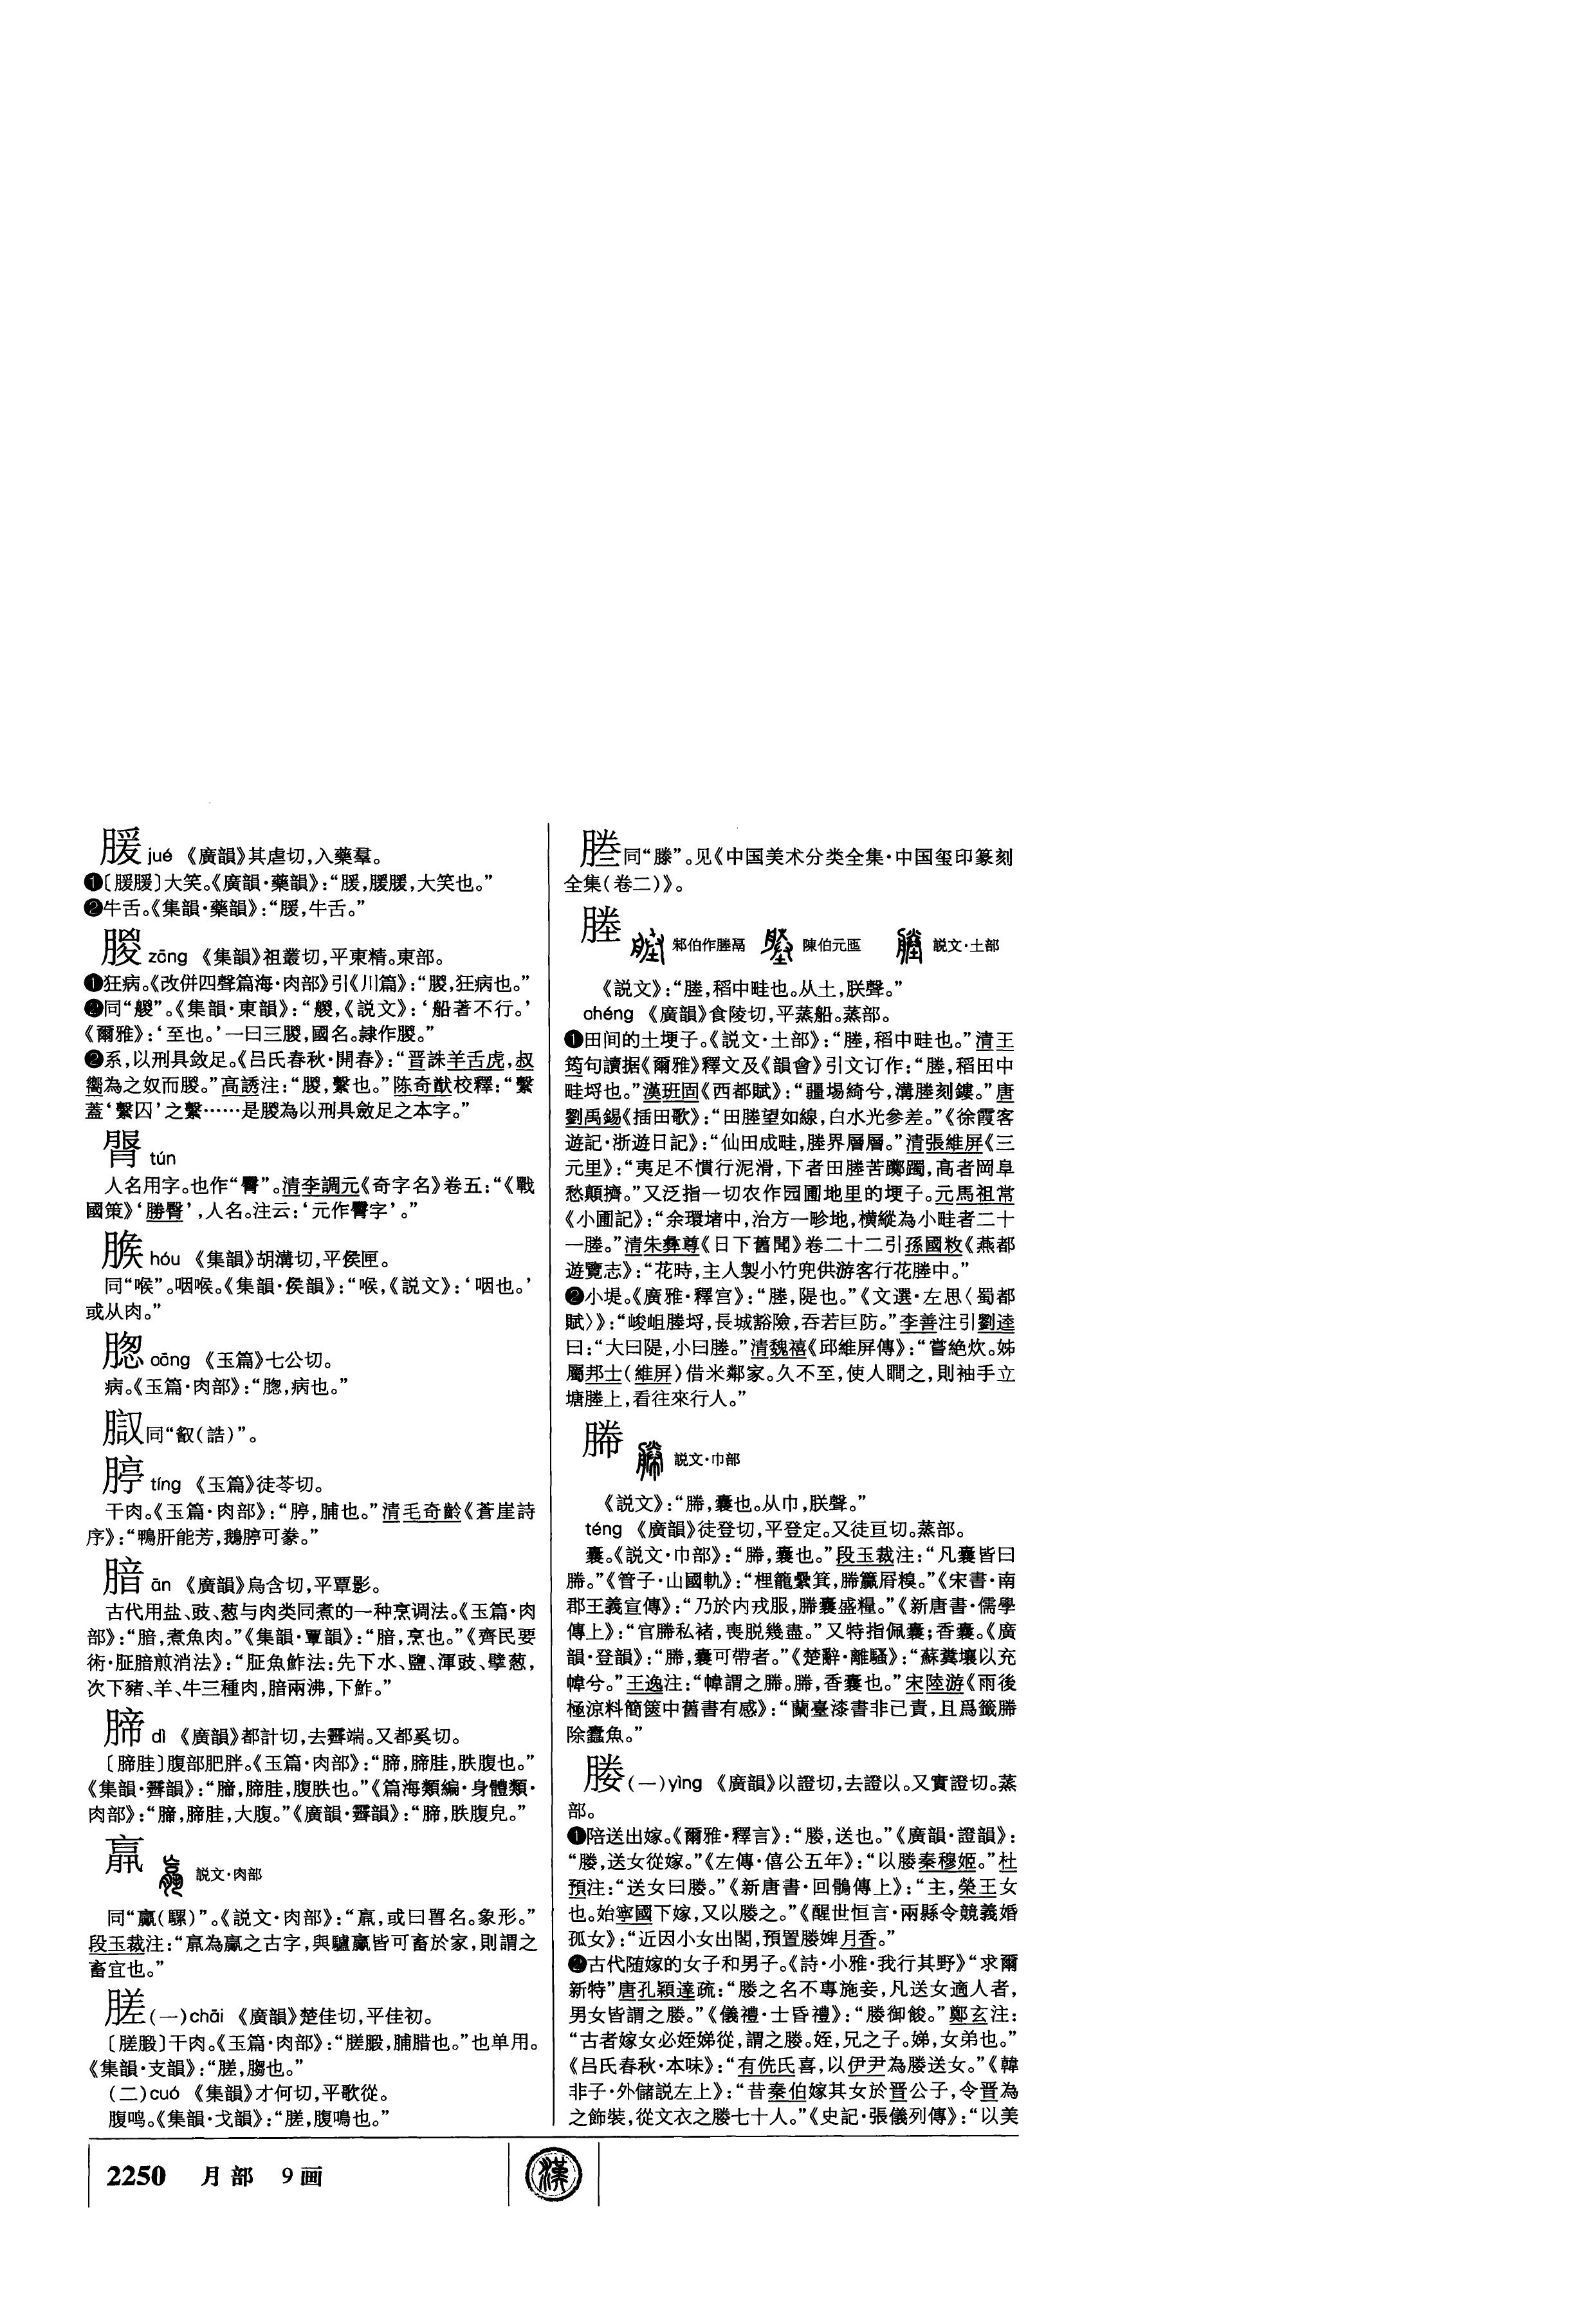 腏 jué 《廣韻》其虐切，入藥羣。
❶〔腏腏〕大笑。《廣韻·藥韻》：“腏，腏腏，大笑也。”
❷牛舌。《集韻·藥韻》：“腏，牛舌。”
朡 zōng 《集韻》祖叢切，平東精。東部。
❶狂病。《改併四聲篇海·肉部》引《川篇》：“朡，狂病也。”
❷同“艐”。《集韻·東韻》：“艐，《説文》：‘船著不行。’
《爾雅》：‘至也。’一曰三朡，國名。隷作朡。”
❷系，以刑具斂足。《吕氏春秋·開春》：“晋誅羊舌虎，叔
嚮為之奴而朡。”高誘注：“朡，繫也。”陈奇猷校釋：“繫
蓋‘繫囚’之繫……是朡為以刑具斂足之本字。”
tún
人名用字。也作“臋”。清李調元《奇字名》卷五：“《戰
國策》‘勝臋’，人名。注云：‘元作臋字’。”
䐅 hóu 《集韻》胡溝切，平侯匣。
同“喉”。咽喉。《集韻·侯韻》：“喉，《説文》：‘咽也。’
或从肉。”
䐋 cōng 《玉篇》七公切。
病。《玉篇·肉部》：“䐋，病也。”
同“叡（誥）”。
䯕 tíng 《玉篇》徒苓切。
干肉。《玉篇·肉部》：“脝，脯也。”清毛奇齡《蒼崖詩
序》：“鴨肝能芳，鵝脝可豢。”
腤 ān 《廣韻》烏含切，平覃影。
古代用盐、豉、葱与肉类同煮的一种烹调法。《玉篇·肉
部》：“腤，煮魚肉。”《集韻·覃韻》：“腤，烹也。”《齊民要
術·脏腤煎消法》：“脏魚鮓法：先下水、鹽、渾豉、擘葱，
次下豬、羊、牛三種肉，腤兩沸，下鮓。”
腣 dì 《廣韻》都計切，去霽端。又都奚切。
〔腣胿〕腹部肥胖。《玉篇·肉部》：“腣，腣胿，胅腹也。”
《集韻·霽韻》：“腣，腣胿，腹胅也。”《篇海類編·身體類·
肉部》：“腣，腣胿，大腹。”《廣韻·霽韻》：“腣，胅腹皃。”
説文·肉部
同“驘（騾）”。《説文·肉部》：“㒩，或曰嘼名。象形。”
段玉裁注：“㒩為驘之古字，與驢驘皆可畜於家，則謂之
畜宜也。”
䐤（一）chāi 《廣韻》楚佳切，平佳初。
〔䐤腶〕干肉。《玉篇·肉部》：“䐤腶，脯腊也。”也单用。
《集韻·支韻》：“䐤，膓也。”
（二）cuó 《集韻》才何切，平歌從。
腹鸣。《集韻·戈韻》：“䐤，腹鳴也。”
同“滕”。见《中国美术分类全集·中国玺印篆刻
全集（卷二）》。
塍 邾伯作塍鬲 陳伯元匜 説文·土部
《説文》：“塍，稻中畦也。从土，朕聲。”
chéng 《廣韻》食陵切，平蒸船。蒸部。
❶田间的土埂子。《説文·土部》：“塍，稻中畦也。”清王
筠句讀据《爾雅》釋文及《韻會》引文订作：“塍，稻田中
畦埒也。”漢班固《西都賦》：“疆埸綺兮，溝塍刻鏤。”唐
劉禹錫《插田歌》：“田塍望如線，白水光參差。”《徐霞客
遊記·浙遊日記》：“仙田成畦，塍界層層。”清張維屏《三
元里》：“夷足不慣行泥滑，下者田塍苦躑躅，高者岡阜
愁顛擠。”又泛指一切农作园圃地里的埂子。元馬祖常
《小圃記》：“余環堵中，治方一畛地，横縱為小畦者二十
一塍。”清朱彝尊《日下舊聞》卷二十二引孫國敉《燕都
遊覽志》：“花時，主人製小竹兜供游客行花塍中。”
❷小堤。《廣雅·釋宫》：“塍，隄也。”《文選·左思〈蜀都
賦〉》：“峻岨塍埒，長城豁險，吞若巨防。”李善注引劉逵
曰：“大曰隄，小曰塍。”清魏禧《邱維屏傳》：“嘗絶炊。姊
屬邦士（維屏）借米鄰家。久不至，使人瞷之，則袖手立
塘塍上，看往來行人。”
幐 説文·巾部
《説文》：“幐，囊也。从巾，朕聲。”
téng 《廣韻》徒登切，平登定。又徒亘切。蒸部。
囊。《説文·巾部》：“幐，囊也。”段玉裁注：“凡囊皆曰
幐。”《管子·山國軌》：“梩籠纍箕，幐籯屑糗。”《宋書·南
郡王義宣傳》：“乃於内戎服，幐囊盛糧。”《新唐書·儒學
傳上》：“官幐私褚，喪脱幾盡。”又特指佩囊；香囊。《廣
韻·登韻》：“幐，囊可帶者。”《楚辭·離騷》：“蘇糞壤以充
幃兮。”王逸注：“幃謂之幐。幐，香囊也。”宋陸游《雨後
極涼料簡篋中舊書有感》：“蘭臺漆書非已責，且爲籤幐
除蠹魚。”
媵（一）yìng 《廣韻》以證切，去證以。又實證切。蒸
部。
❶陪送出嫁。《爾雅·釋言》：“媵，送也。”《廣韻·證韻》：
“媵，送女從嫁。”《左傳·僖公五年》：“以媵秦穆姬。”杜
預注：“送女曰媵。”《新唐書·回鶻傳上》：“主，榮王女
也。始寧國下嫁，又以媵之。”《醒世恒言·兩縣令競義婚
孤女》：“近因小女出閣，預置媵婢月香。”
❷古代随嫁的女子和男子。《詩·小雅·我行其野》“求爾
新特”唐孔穎達疏：“媵之名不專施妾，凡送女適人者，
男女皆謂之媵。”《儀禮·士昏禮》：“媵御餕。”鄭玄注：
“古者嫁女必姪娣從，謂之媵。姪，兄之子。娣，女弟也。”
《吕氏春秋·本味》：“有侁氏喜，以伊尹為媵送女。”《韓
非子·外儲説左上》：“昔秦伯嫁其女於晋公子，令晋為
之飾裝，從文衣之媵七十人。”《史記·張儀列傳》：“以美
2250 月部 9画
漢